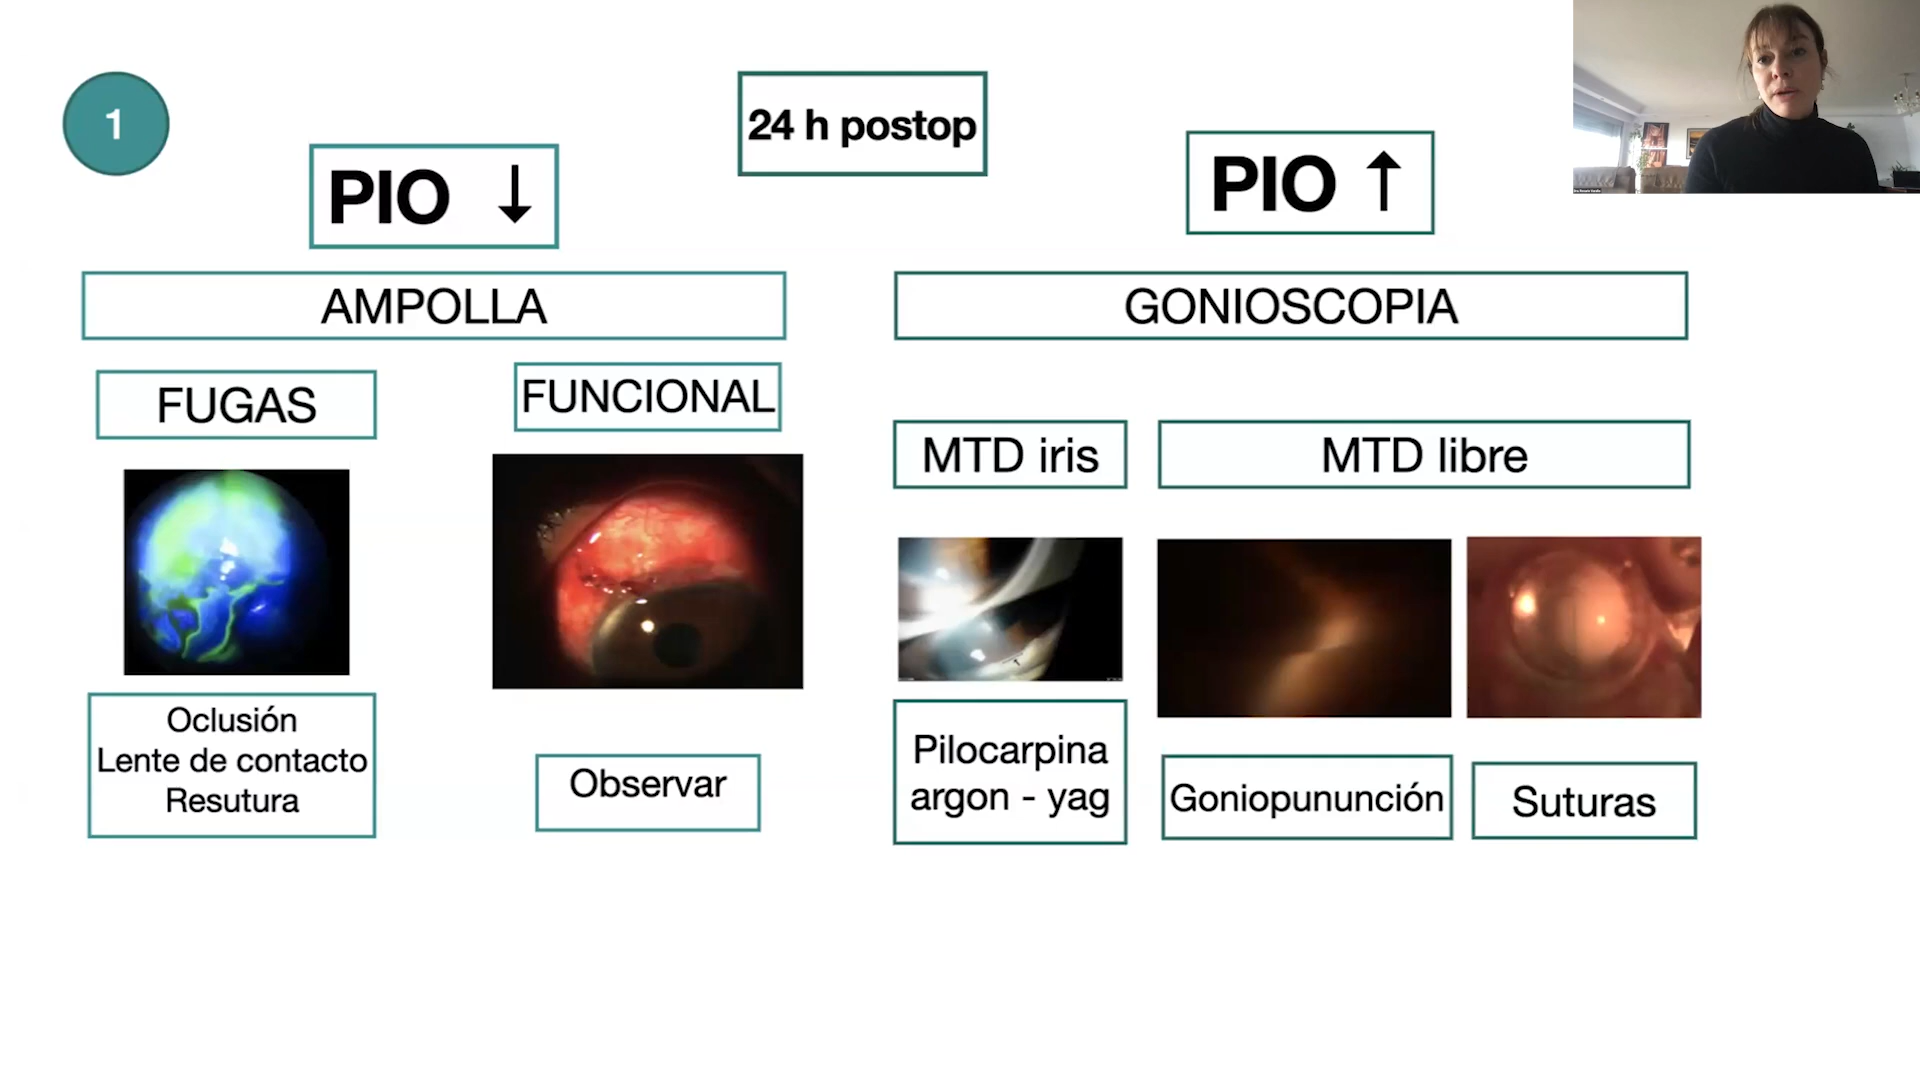 1
24 h postop
PIO ↓
PIO ↑
AMPOLLA
GONIOSCOPIA
FUGAS
FUNCIONAL
MTD iris
MTD libre
Oclusión
Lente de contacto
Resutura
Observar
Pilocarpina
argon - yag
Goniopununción
Suturas